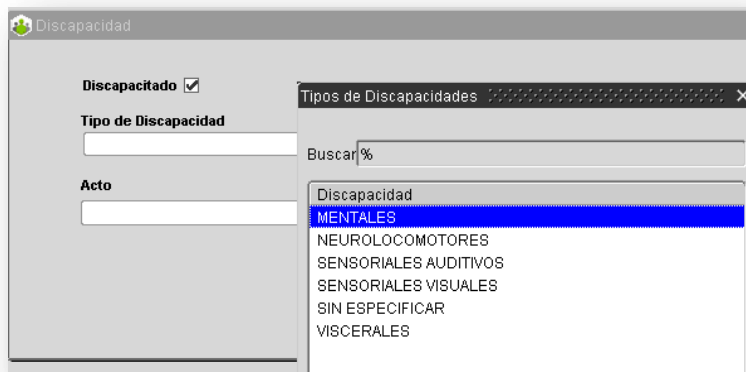 Discapacidad
Discapacitado
Tipo de Discapacidad
Acto
Tipos de Discapacidades
Buscar %
Discapacidad
MENTALES
NEUROLOCOMOTORES
SENSORIALES AUDITIVOS
SENSORIALES VISUALES
SIN ESPECIFICAR
VISCERALES